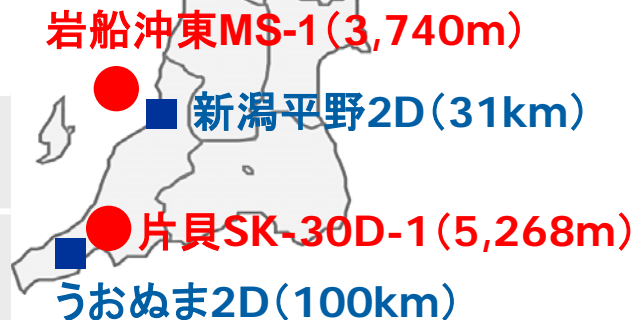 岩船沖東MS-1(3,740m)
新潟平野2D(31km)
片貝SK-30D-1(5,268m)
うおぬま2D(100km)